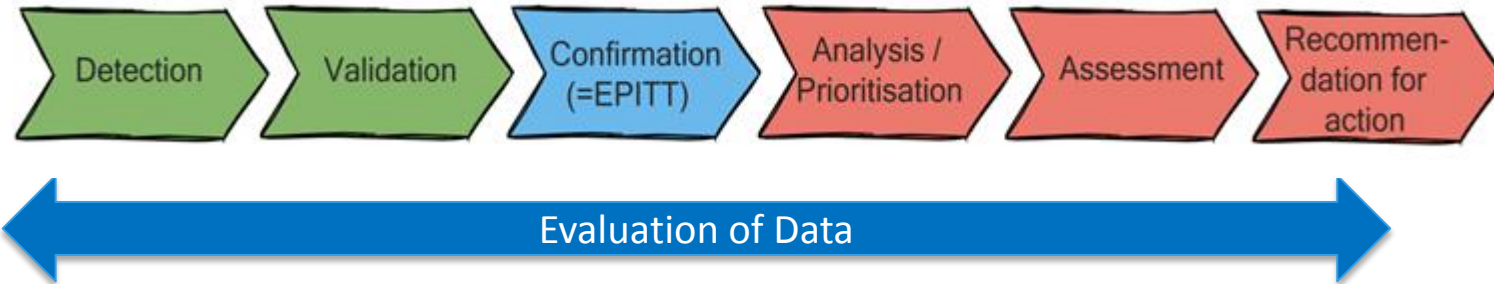 Detection
Validation
Confirmation
(=EPITT)
Analysis /
Prioritisation
Assessment
Recommen-
dation for
action
Evaluation of Data